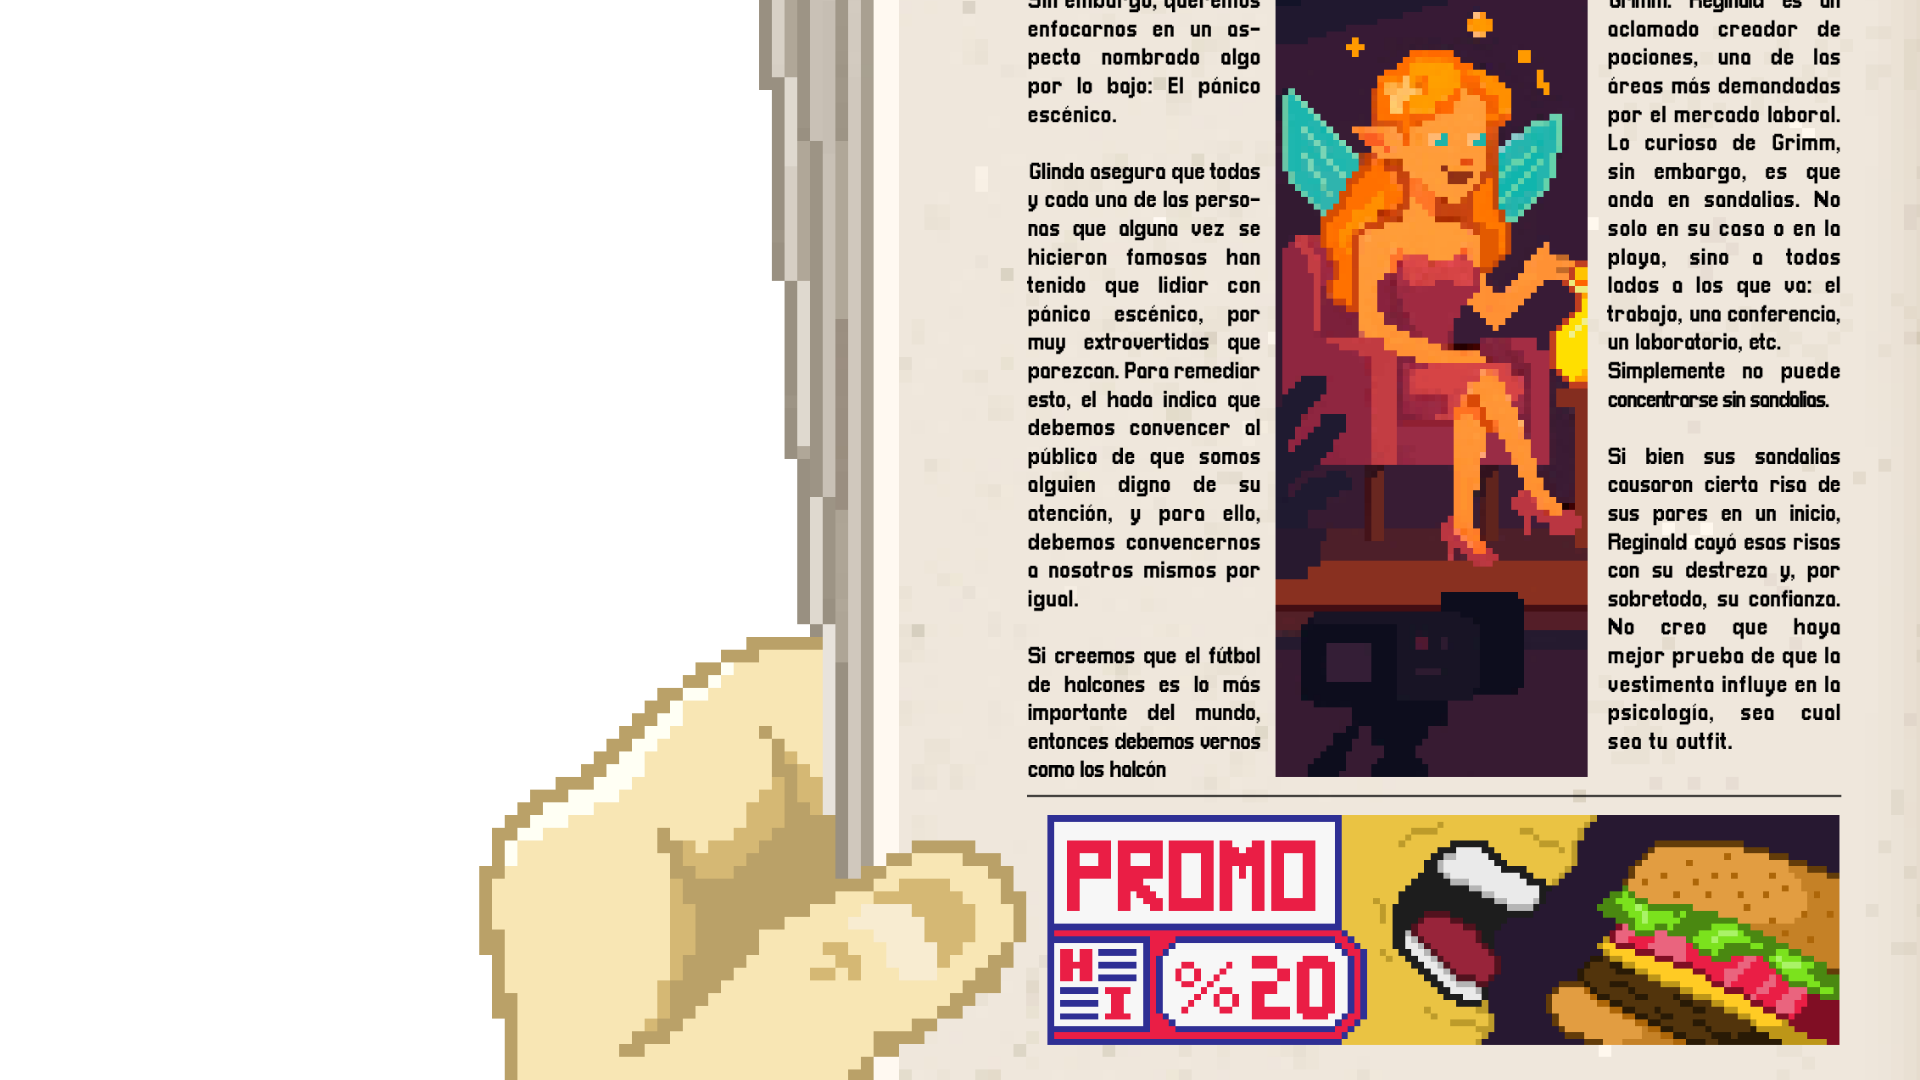 Sin embargo, queremos
enfocarnos en un as-
pecto nombrado algo
por lo bajo: El pánico
escénico.
Glinda asegura que todas
y cada una de las perso-
nas que alguna vez se
hicieron famosas han
tenido que lidiar con
pánico escénico, por
muy extrovertidas que
parezcan. Para remediar
esto, el hada indica que
debemos convencer al
público de que somos
alguien digno de su
atención, y para ello,
debemos convencernos
a nosotros mismos por
igual.
Si creemos que el fútbol
de halcones es lo más
importante del mundo,
entonces debemos vernos
como los halcón
Grimm. Reginald es un
aclamado creador de
pociones, una de las
áreas más demandadas
por el mercado laboral.
Lo curioso de Grimm,
sin embargo, es que
anda en sandalias. No
solo en su casa o en la
playa, sino a todos
lados a los que va: el
trabajo, una conferencia,
un laboratorio, etc.
Simplemente no puede
concentrarse sin sandalias.
Si bien sus sandalias
causaron cierta risa de
sus pares en un inicio,
Reginald cayó esas risas
con su destreza y, por
sobretodo, su confianza.
No creo que haya
mejor prueba de que la
vestimenta influye en la
psicología, sea cual
sea tu outfit.
PROMO
%20